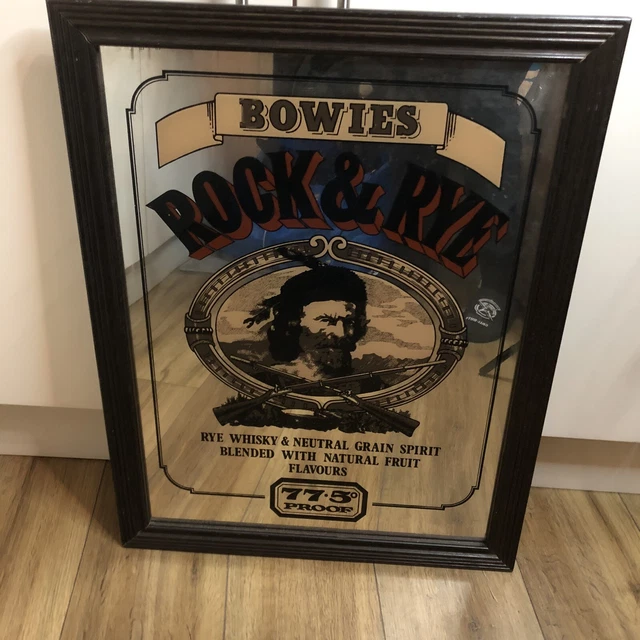 BOWIES
ROCK & RYE
RYE WHISKY & NEUTRAL GRAIN SPIRIT
BLENDED WITH NATURAL FRUIT
FLAVOURS
77.5°
PROOF